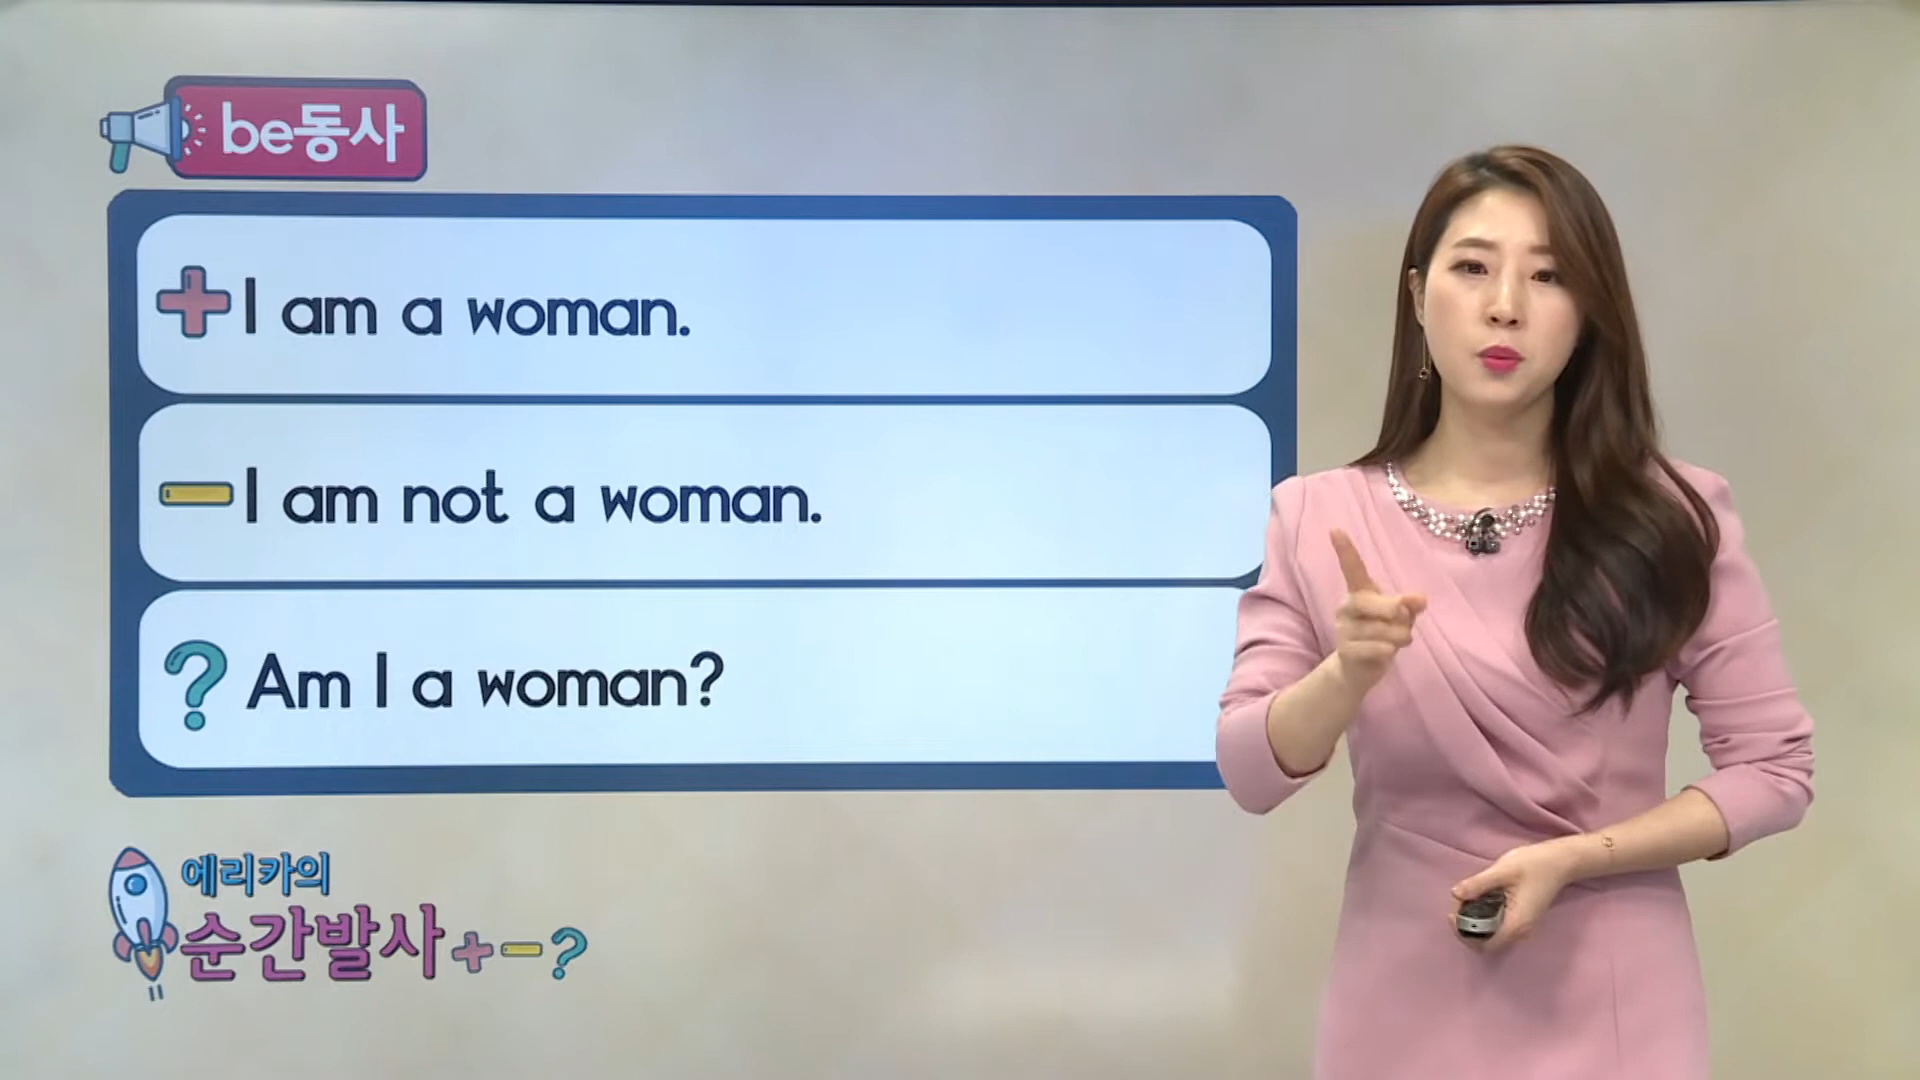 be동사
I am a woman.
I am not a woman.
Am I a woman?
에리카의
순간발사 + - ?